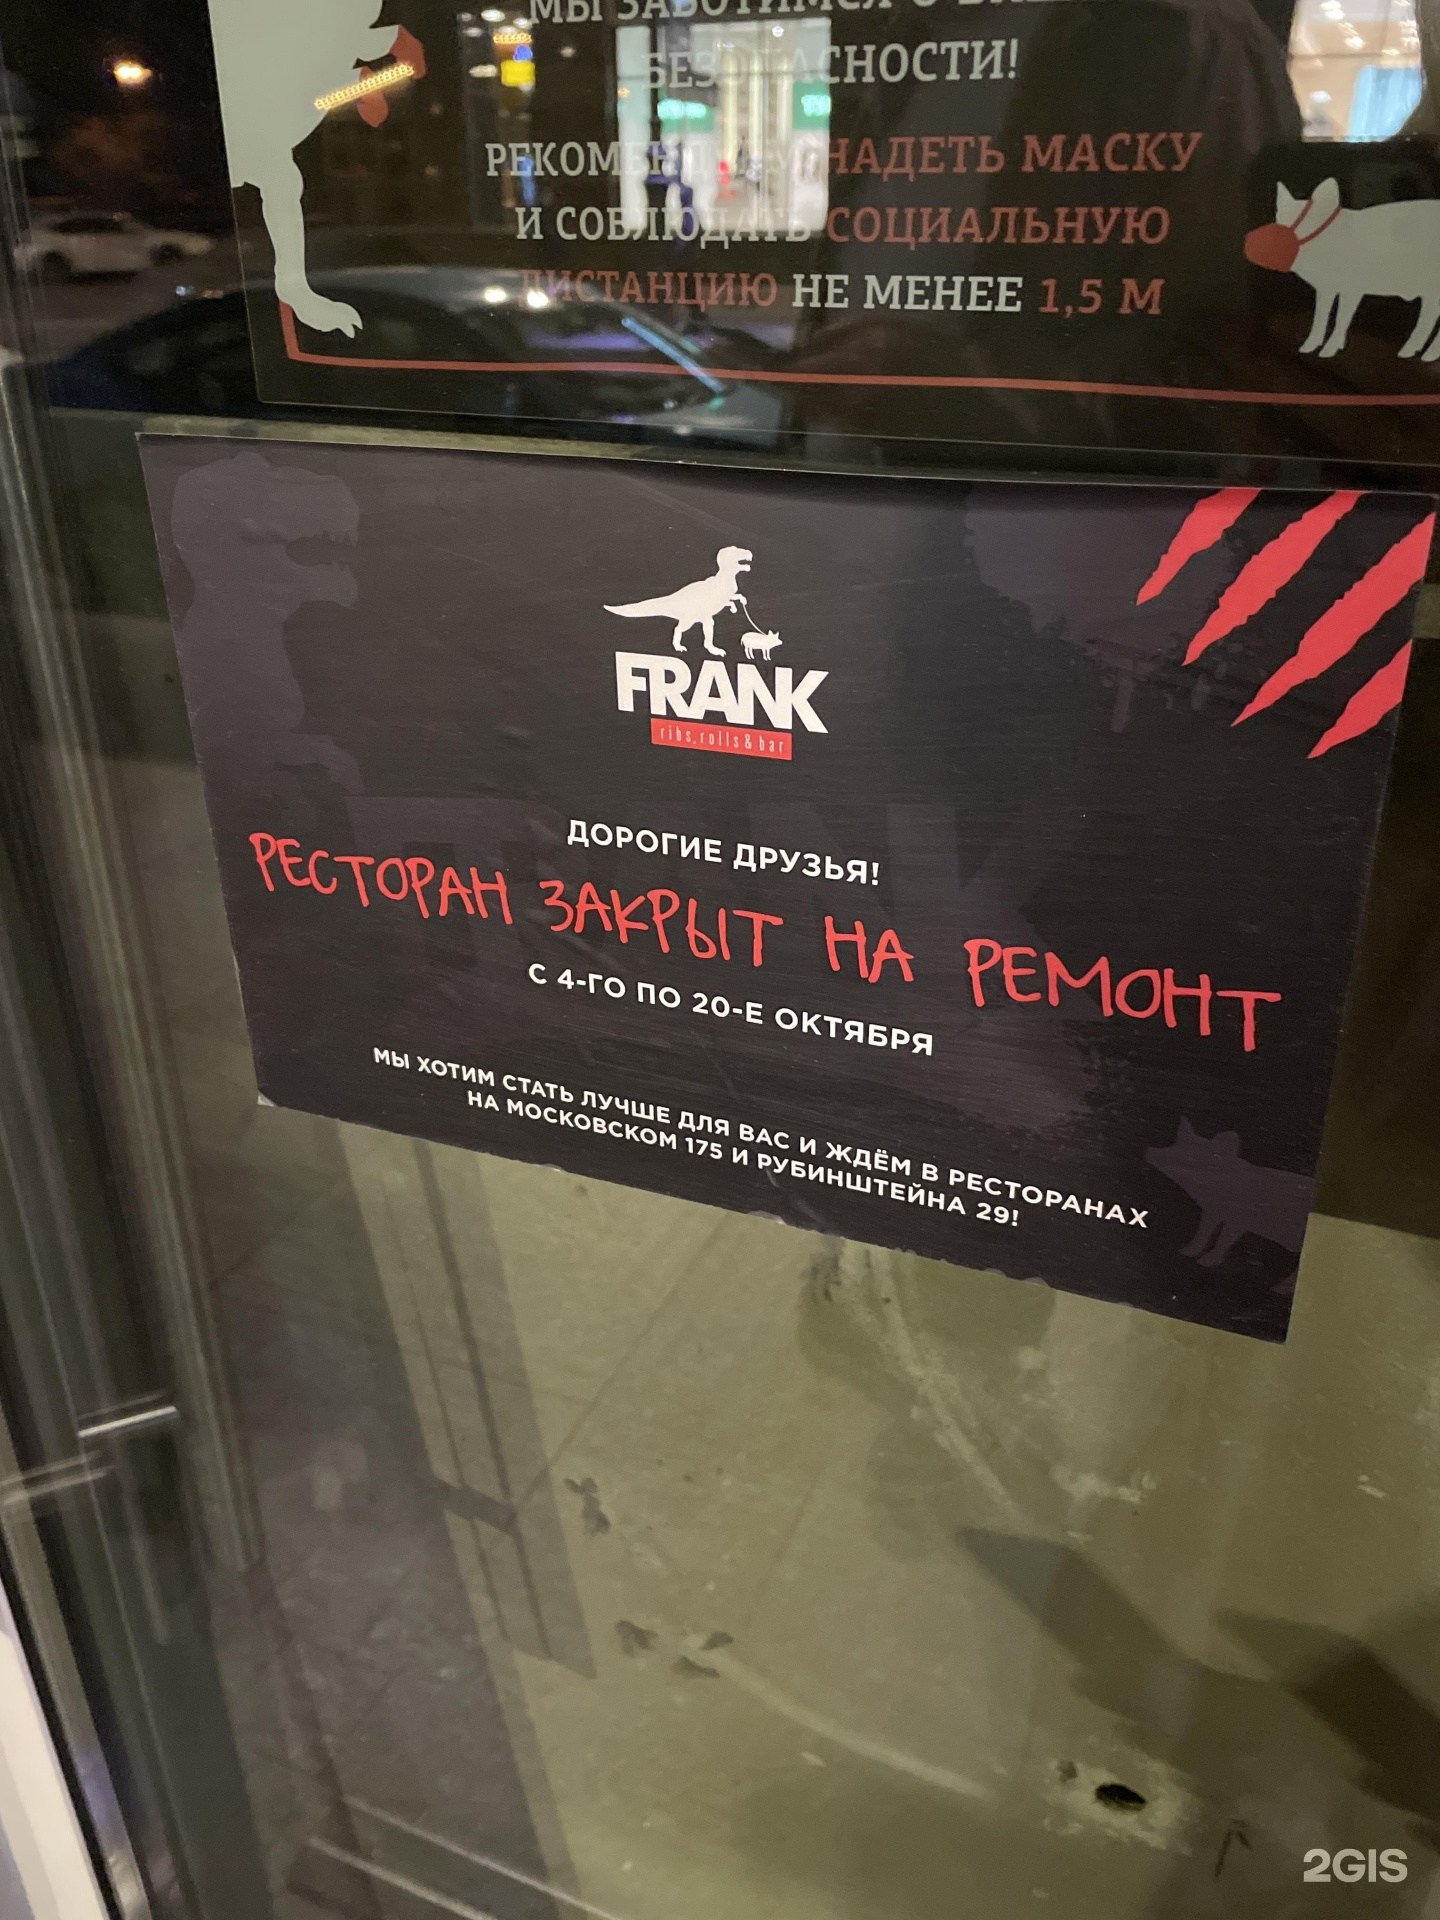 МЫ ЗАБОТИМСЯ О
БЕЗОПАСНОСТИ!
РЕКОМЕНДУЕМ НАДЕТЬ МАСКУ
И СОБЛЮДАТЬ СОЦИАЛЬНУЮ
ДИСТАНЦИЮ НЕ МЕНЕЕ 1,5 М
FRANK
ribs, rolls & bar
ДОРОГИЕ ДРУЗЬЯ!
РЕСТОРАН ЗАКРЫТ НА РЕМОНТ
С 4-ГО ПО 20-Е ОКТЯБРЯ
МЫ ХОТИМ СТАТЬ ЛУЧШЕ ДЛЯ ВАС И ЖДЁМ В РЕСТОРАНАХ
НА МОСКОВСКОМ 175 И РУБИНШТЕЙНА 29!
2GIS